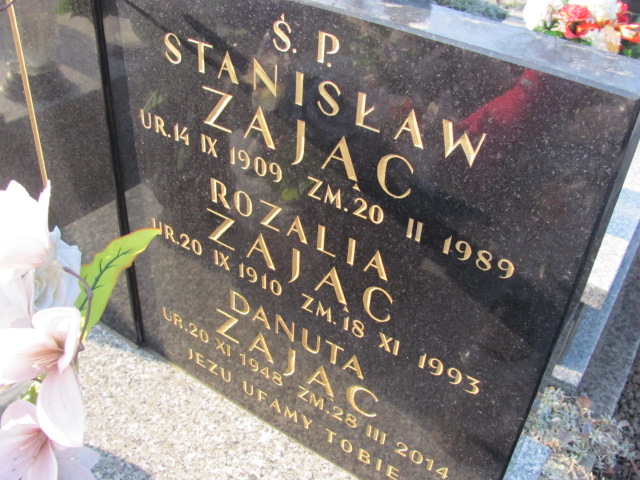 Ś. P.
STANISŁAW
ZAJĄC
UR. 14 IX 1909 ZM. 20 II 1989
ROZALIA
ZAJĄC
UR. 20 IX 1910 ZM. 18 XI 1993
DANUTA
ZAJĄC
UR. 20 XI 1948 ZM. 28 III 2014
JEZU UFAMY TOBIE